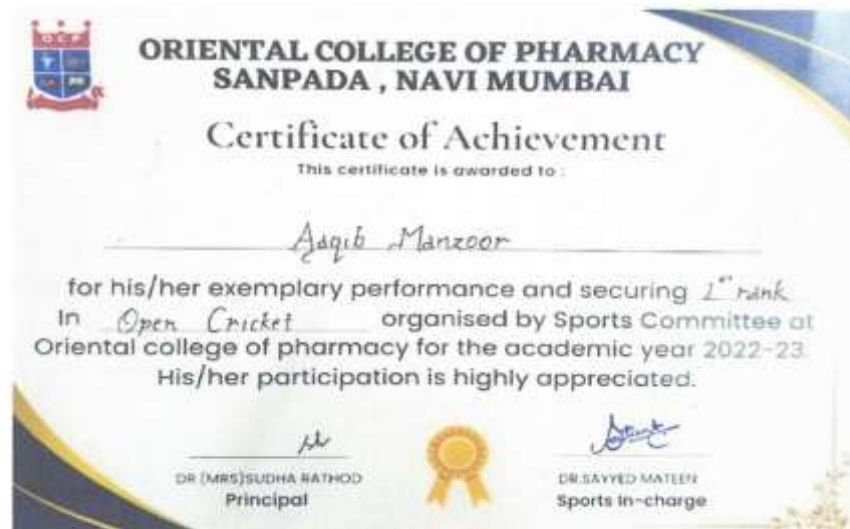 OCP
ORIENTAL COLLEGE OF PHARMACY
SANPADA , NAVI MUMBAI
Certificate of Achievement
This certificate is awarded to :
Aaqib Manzoor
for his/her exemplary performance and securing 1st rank
In Open Cricket organised by Sports Committee at
Oriental college of pharmacy for the academic year 2022-23.
His/her participation is highly appreciated.
DR.(MRS)SUDHA RATHOD
Principal
DR.SAYYED MATEEN
Sports In-charge